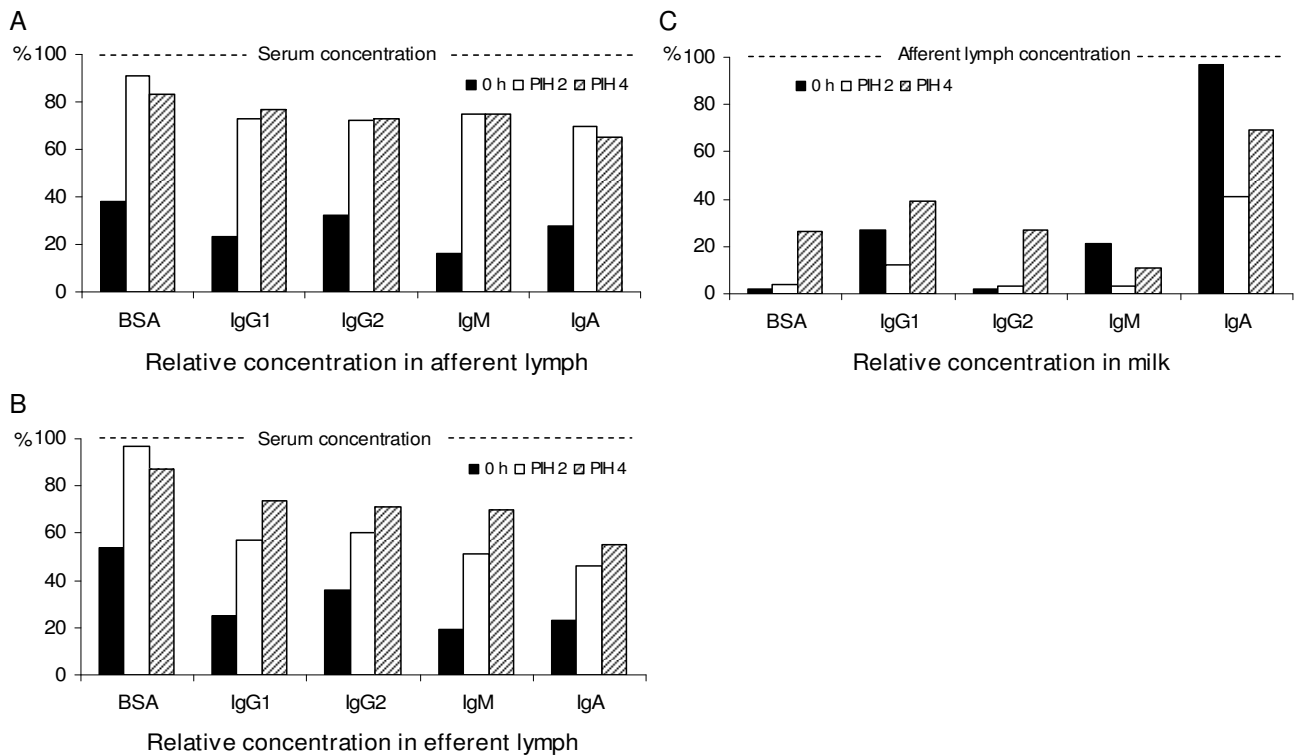 A
% 100
Serum concentration
0 h PIH 2 PIH 4
80
60
40
20
0
BSA IgG1 IgG2 IgM IgA
Relative concentration in afferent lymph
C
% 100
Afferent lymph concentration
0 h PIH 2 PIH 4
80
60
40
20
0
BSA IgG1 IgG2 IgM IgA
Relative concentration in milk
B
% 100
Serum concentration
0 h PIH 2 PIH 4
80
60
40
20
0
BSA IgG1 IgG2 IgM IgA
Relative concentration in efferent lymph